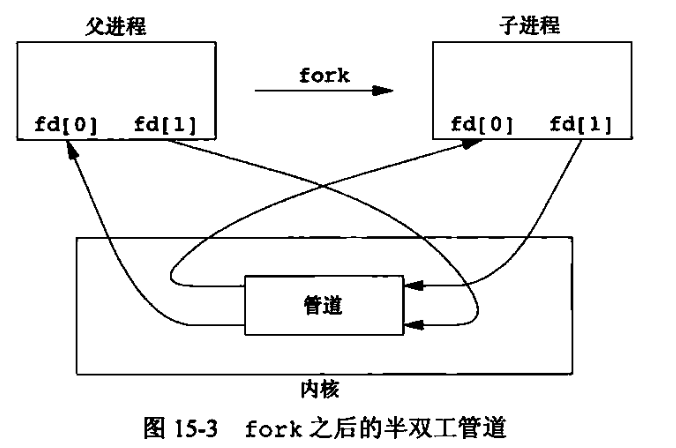 父进程
子进程
fork
fd[0] fd[1]
fd[0] fd[1]
管道
内核
图 15-3 fork 之后的半双工管道